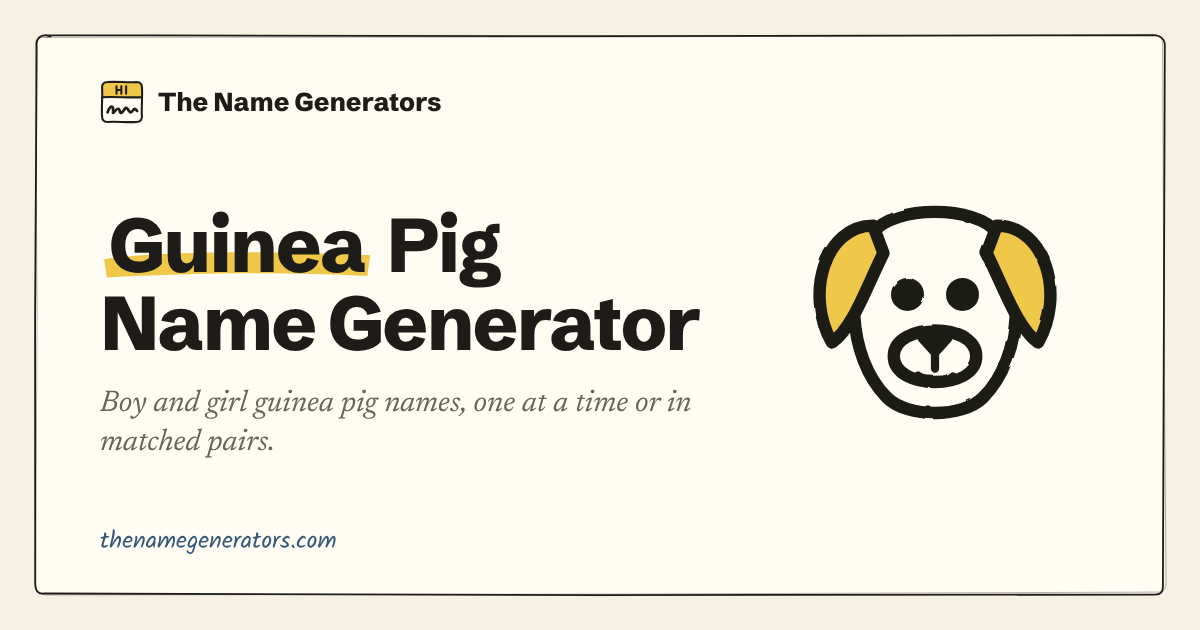 HI
The Name Generators
Guinea Pig
Name Generator
Boy and girl guinea pig names, one at a time or in
matched pairs.
thenamegenerators.com